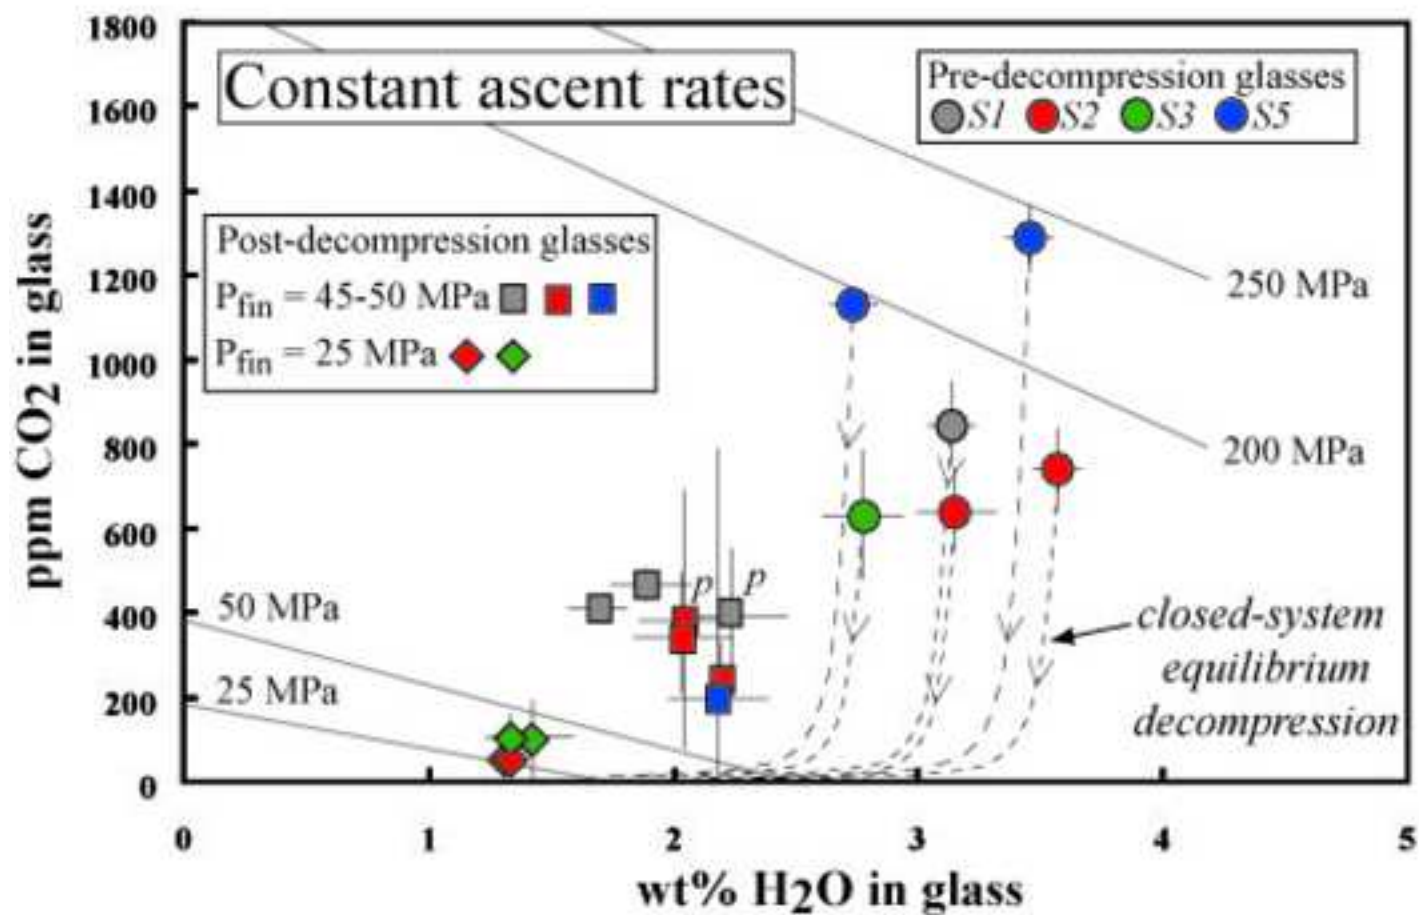 Constant ascent rates
Pre-decompression glasses
S1 S2 S3 S5
Post-decompression glasses
Pfin = 45-50 MPa
Pfin = 25 MPa
250 MPa
200 MPa
50 MPa
25 MPa
p
p
closed-system
equilibrium
decompression
ppm CO2 in glass
1800
1600
1400
1200
1000
800
600
400
200
0
0 1 2 3 4 5
wt% H2O in glass